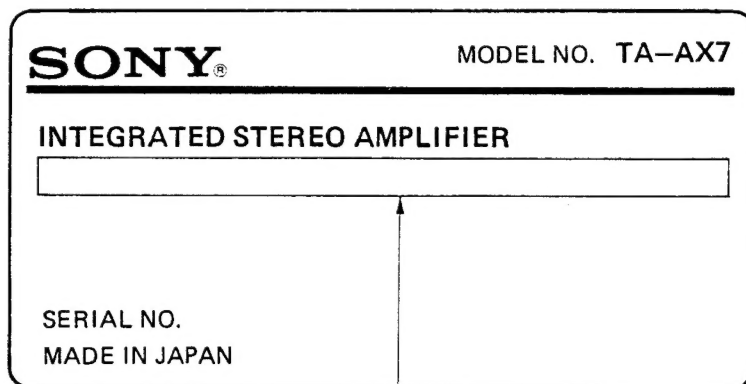 SONY® MODEL NO. TA–AX7
INTEGRATED STEREO AMPLIFIER
SERIAL NO.
MADE IN JAPAN